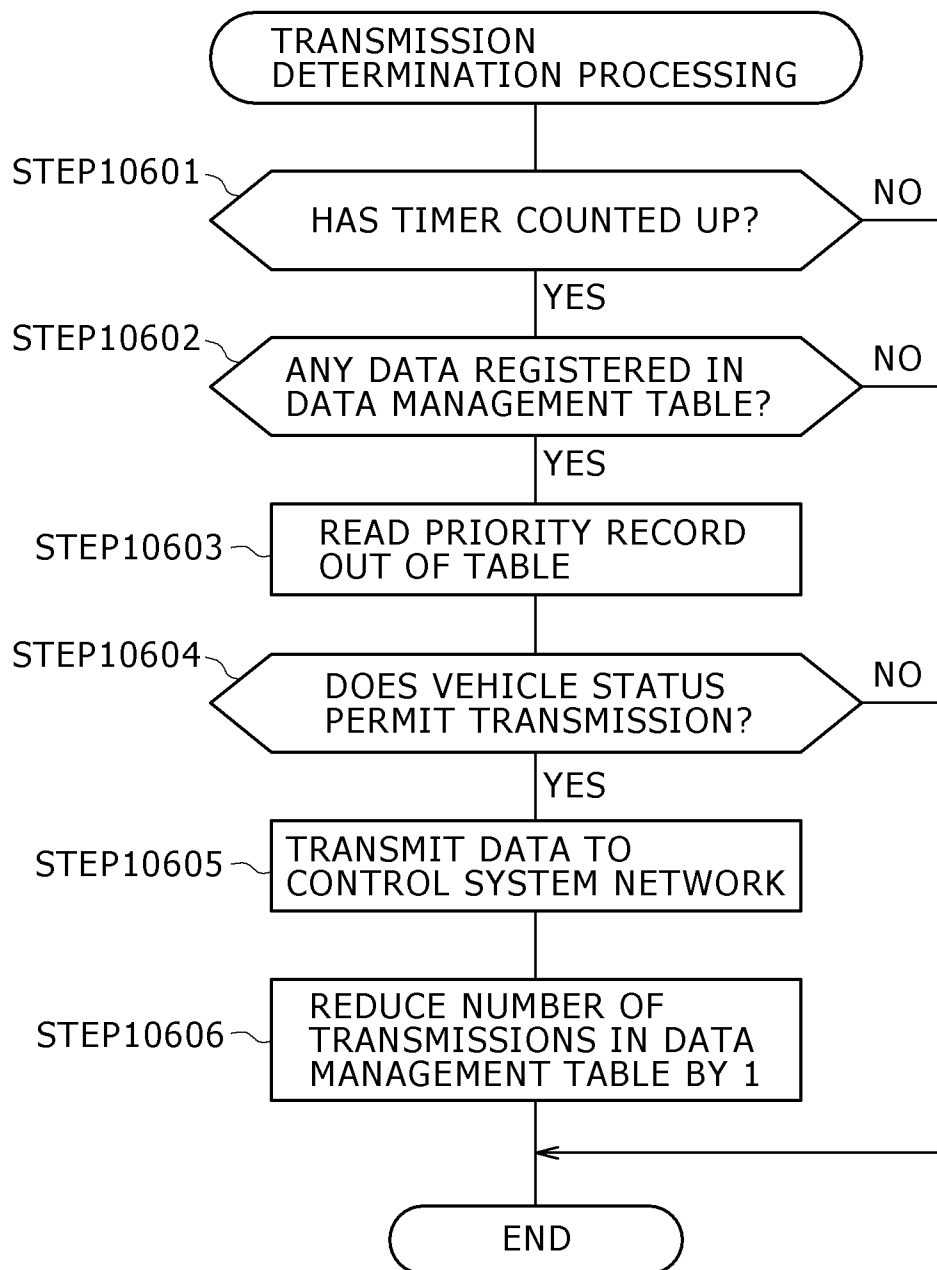 TRANSMISSION
DETERMINATION PROCESSING
STEP10601
HAS TIMER COUNTED UP?
NO
YES
STEP10602
ANY DATA REGISTERED IN
DATA MANAGEMENT TABLE?
NO
YES
STEP10603
READ PRIORITY RECORD
OUT OF TABLE
STEP10604
DOES VEHICLE STATUS
PERMIT TRANSMISSION?
NO
YES
STEP10605
TRANSMIT DATA TO
CONTROL SYSTEM NETWORK
STEP10606
REDUCE NUMBER OF
TRANSMISSIONS IN DATA
MANAGEMENT TABLE BY 1
END